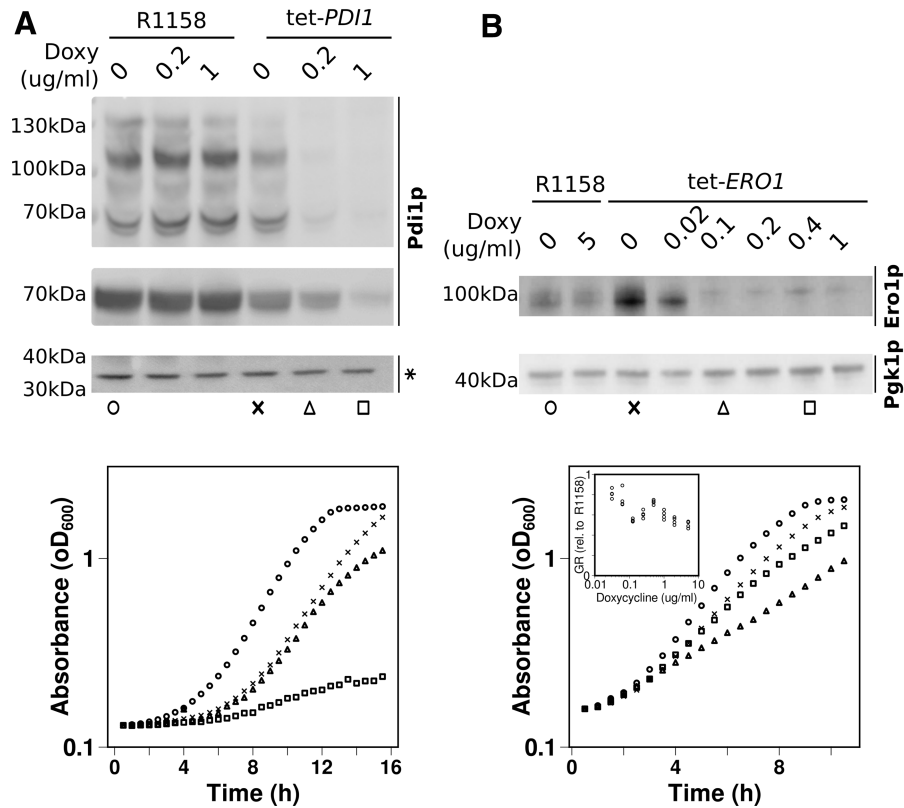 A
R1158 tet-PDI1
Doxy (ug/ml) 0 0.2 1 0 0.2 1
130kDa
100kDa
70kDa
Pdi1p
70kDa
40kDa
30kDa
*
B
R1158 tet-ERO1
Doxy (ug/ml) 0 5 0 0.02 0.1 0.2 0.4 1
100kDa
Ero1p
40kDa
Pgk1p
Absorbance (oD600)
1
0.1
0 4 8 12 16
Time (h)
Absorbance (oD600)
1
0.1
0 4 8
Time (h)
GR (rel. to R1158)
1
0
0.01 0.1 1 10
Doxycycline (ug/ml)